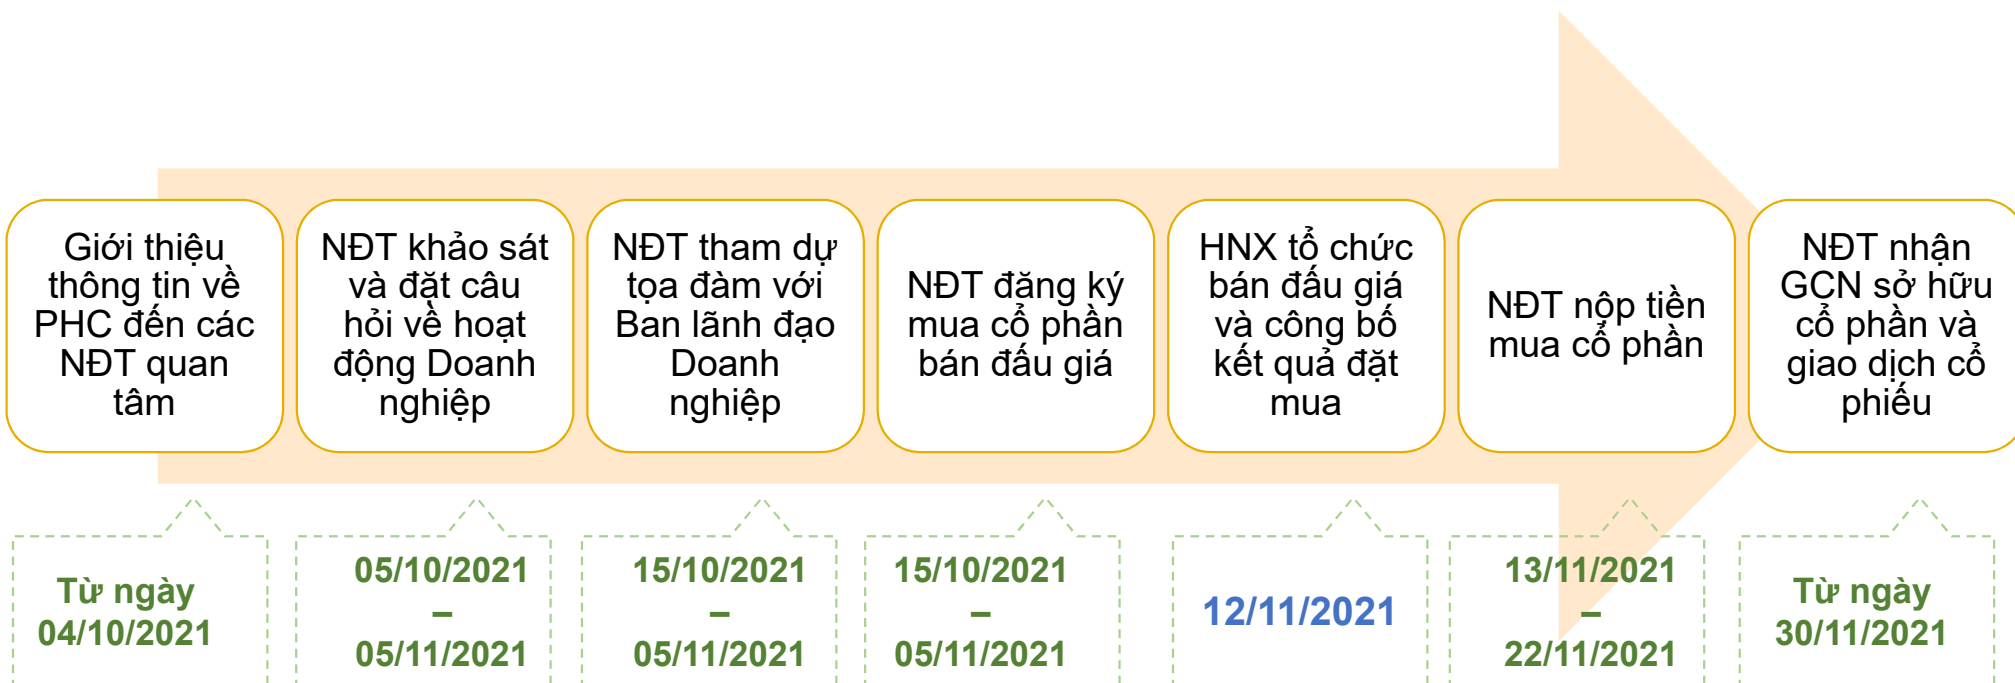 Giới thiệu
thông tin về
PHC đến các
NĐT quan
tâm
NĐT khảo sát
và đặt câu
hỏi về hoạt
động Doanh
nghiệp
NĐT tham dự
tọa đàm với
Ban lãnh đạo
Doanh
nghiệp
NĐT đăng ký
mua cổ phần
bán đấu giá
HNX tổ chức
bán đấu giá
và công bố
kết quả đặt
mua
NĐT nộp tiền
mua cổ phần
NĐT nhận
GCN sở hữu
cổ phần và
giao dịch cổ
phiếu
Từ ngày
04/10/2021
05/10/2021
–
05/11/2021
15/10/2021
–
05/11/2021
15/10/2021
–
05/11/2021
12/11/2021
13/11/2021
–
22/11/2021
Từ ngày
30/11/2021